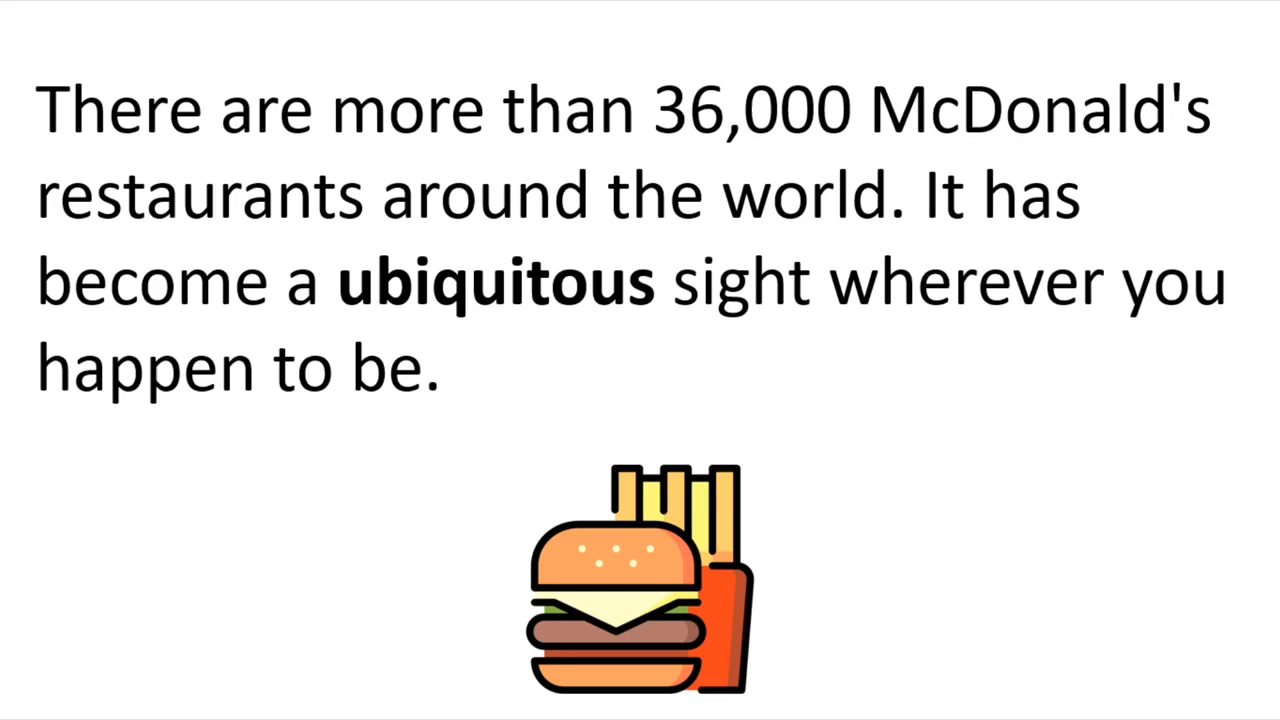 There are more than 36,000 McDonald's
restaurants around the world. It has
become a ubiquitous sight wherever you
happen to be.